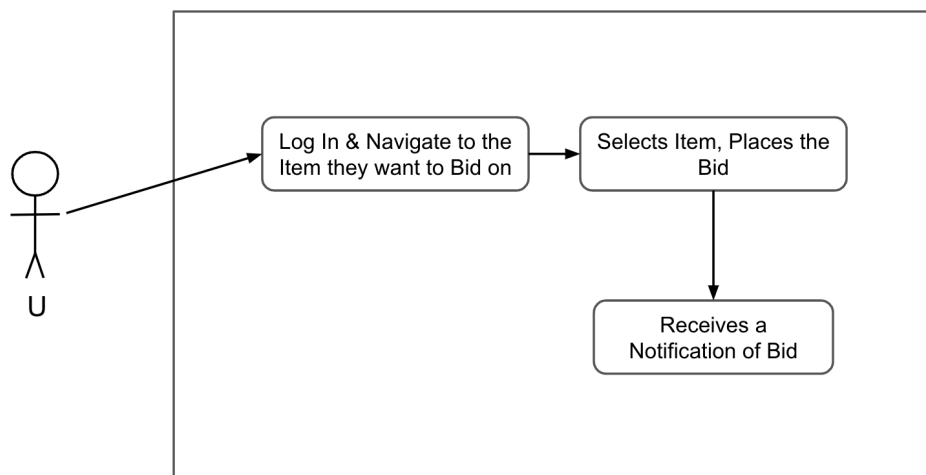 Log In & Navigate to the
Item they want to Bid on
Selects Item, Places the
Bid
U
Receives a
Notification of Bid